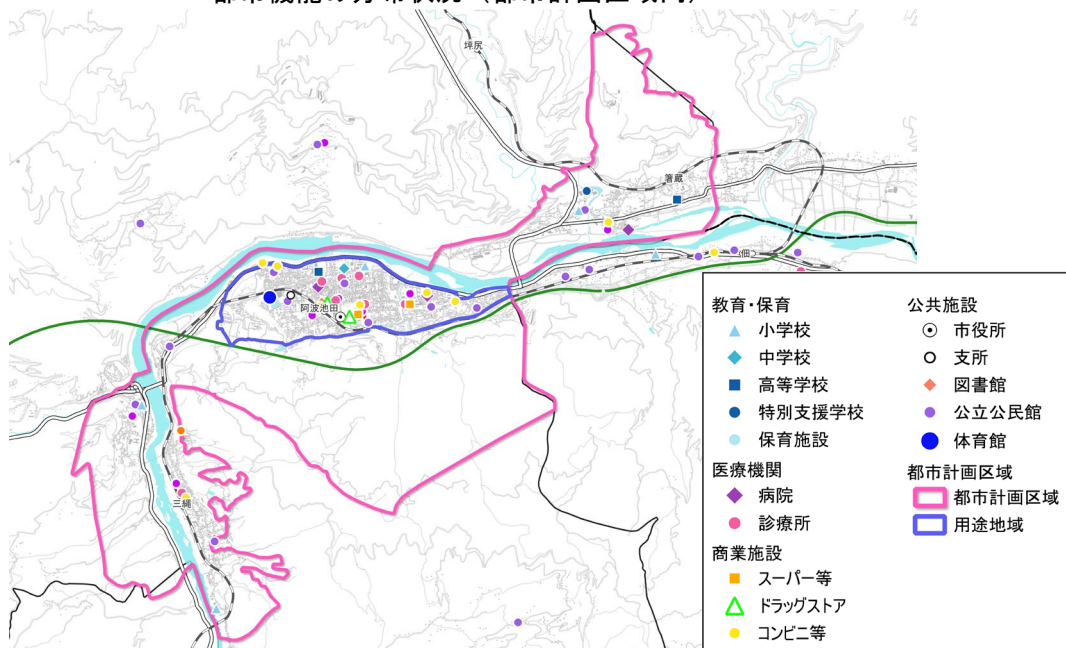 都市機能の分布状況（都市計画区域内）
坪尻
箸蔵
佃
阿波池田
三縄
教育・保育
小学校
中学校
高等学校
特別支援学校
保育施設
医療機関
病院
診療所
商業施設
スーパー等
ドラッグストア
コンビニ等
公共施設
市役所
支所
図書館
公立公民館
体育館
都市計画区域
都市計画区域
用途地域